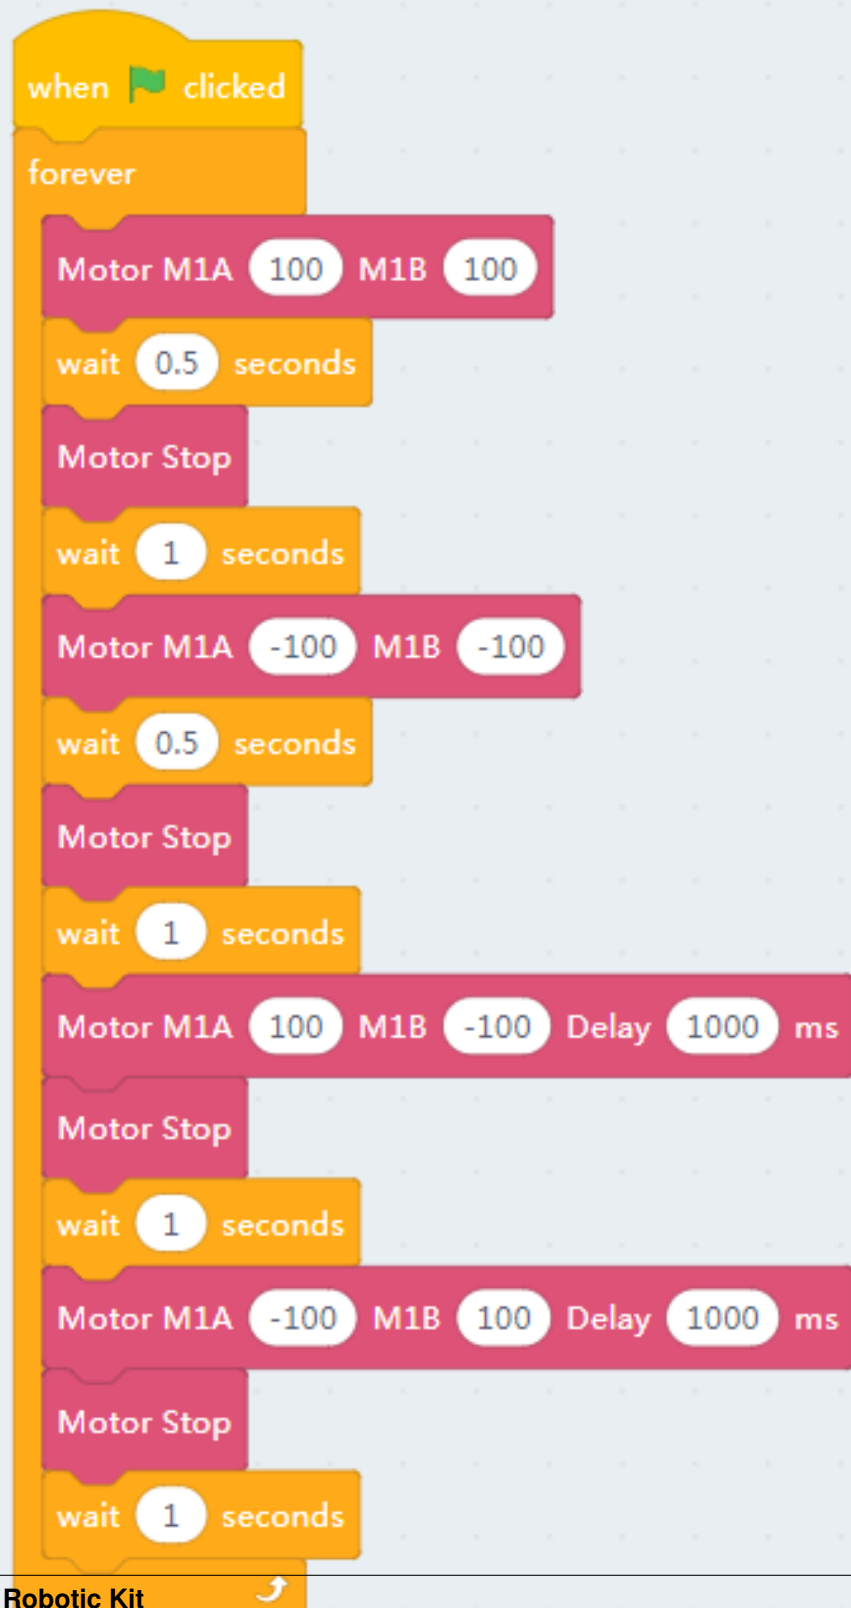 when clicked
forever
Motor M1A 100 M1B 100
wait 0.5 seconds
Motor Stop
wait 1 seconds
Motor M1A -100 M1B -100
wait 0.5 seconds
Motor Stop
wait 1 seconds
Motor M1A 100 M1B -100 Delay 1000 ms
Motor Stop
wait 1 seconds
Motor M1A -100 M1B 100 Delay 1000 ms
Motor Stop
wait 1 seconds
Robotic Kit